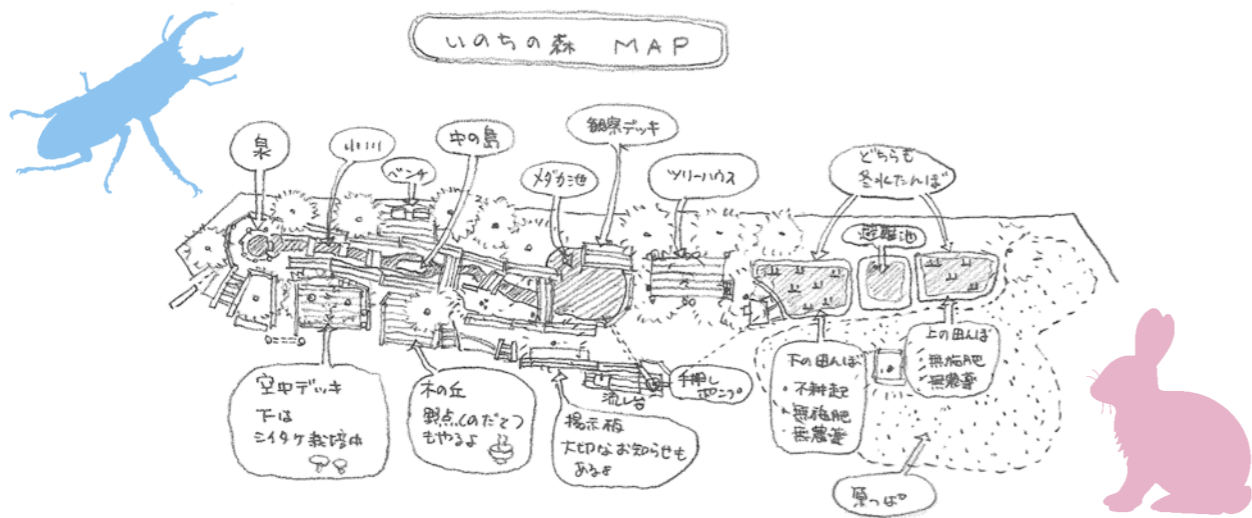 いのちの森 MAP
泉
小川
ベンチ
中の島
メダカ池
観察デッキ
ツリーハウス
どちらも
冬水たんぼ
避難池
空中デッキ
下は
シイタケ栽培中
木の丘
野点(のだて)っ
もやるよ
流し台
掲示板
大切なお知らせも
あるよ
手押し
ポンプ
下の田んぼ
・不耕起
・無施肥
無農薬
上の田んぼ
・無施肥
・無農薬
原っぱ